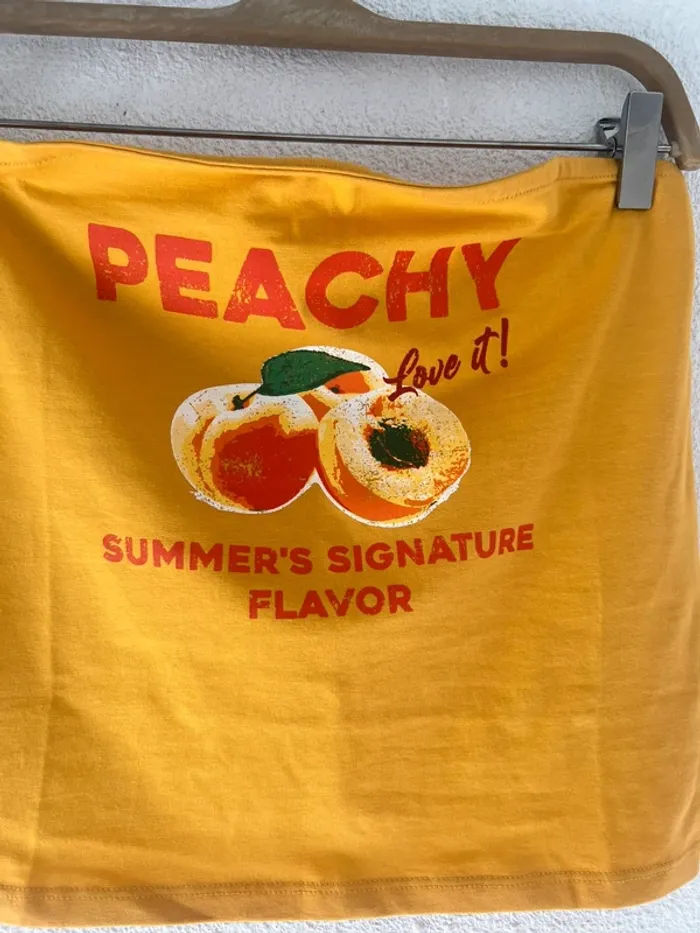 PEACHY
Love it!
SUMMER'S SIGNATURE
FLAVOR